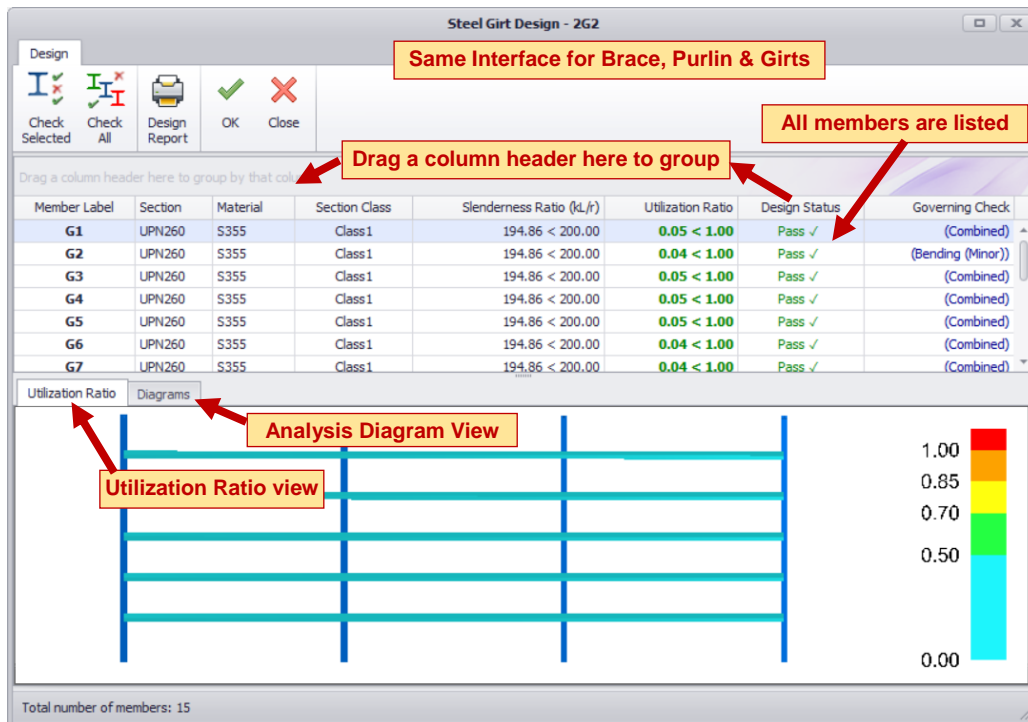 Steel Girt Design - 2G2
Design
Same Interface for Brace, Purlin & Girts
Check Selected
Check All
Design Report
OK
Close
All members are listed
Drag a column header here to group
Drag a column header here to group by that colu
Member Label Section Material Section Class Slenderness Ratio (kL/r) Utilization Ratio Design Status Governing Check
G1 UPN260 S355 Class1 194.86 < 200.00 0.05 < 1.00 Pass ✓ (Combined)
G2 UPN260 S355 Class1 194.86 < 200.00 0.04 < 1.00 Pass ✓ (Bending (Minor))
G3 UPN260 S355 Class1 194.86 < 200.00 0.05 < 1.00 Pass ✓ (Combined)
G4 UPN260 S355 Class1 194.86 < 200.00 0.05 < 1.00 Pass ✓ (Combined)
G5 UPN260 S355 Class1 194.86 < 200.00 0.05 < 1.00 Pass ✓ (Combined)
G6 UPN260 S355 Class1 194.86 < 200.00 0.04 < 1.00 Pass ✓ (Combined)
G7 UPN260 S355 Class1 194.86 < 200.00 0.04 < 1.00 Pass ✓ (Combined)
Utilization Ratio Diagrams
Analysis Diagram View
Utilization Ratio view
1.00
0.85
0.70
0.50
0.00
Total number of members: 15